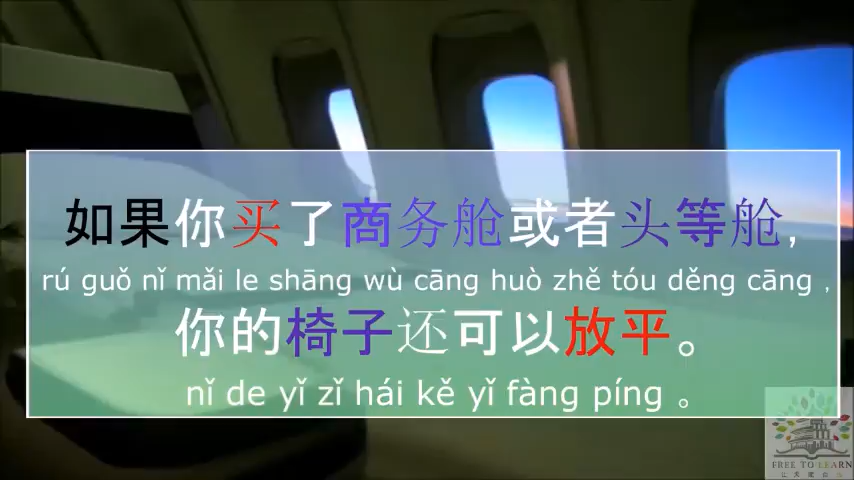 如果你买了商务舱或者头等舱,
rú guǒ nǐ mǎi le shāng wù cāng huò zhě tóu děng cāng ,
你的椅子还可以放平。
nǐ de yǐ zǐ hái kě yǐ fàng píng 。
FREE TO LEARN